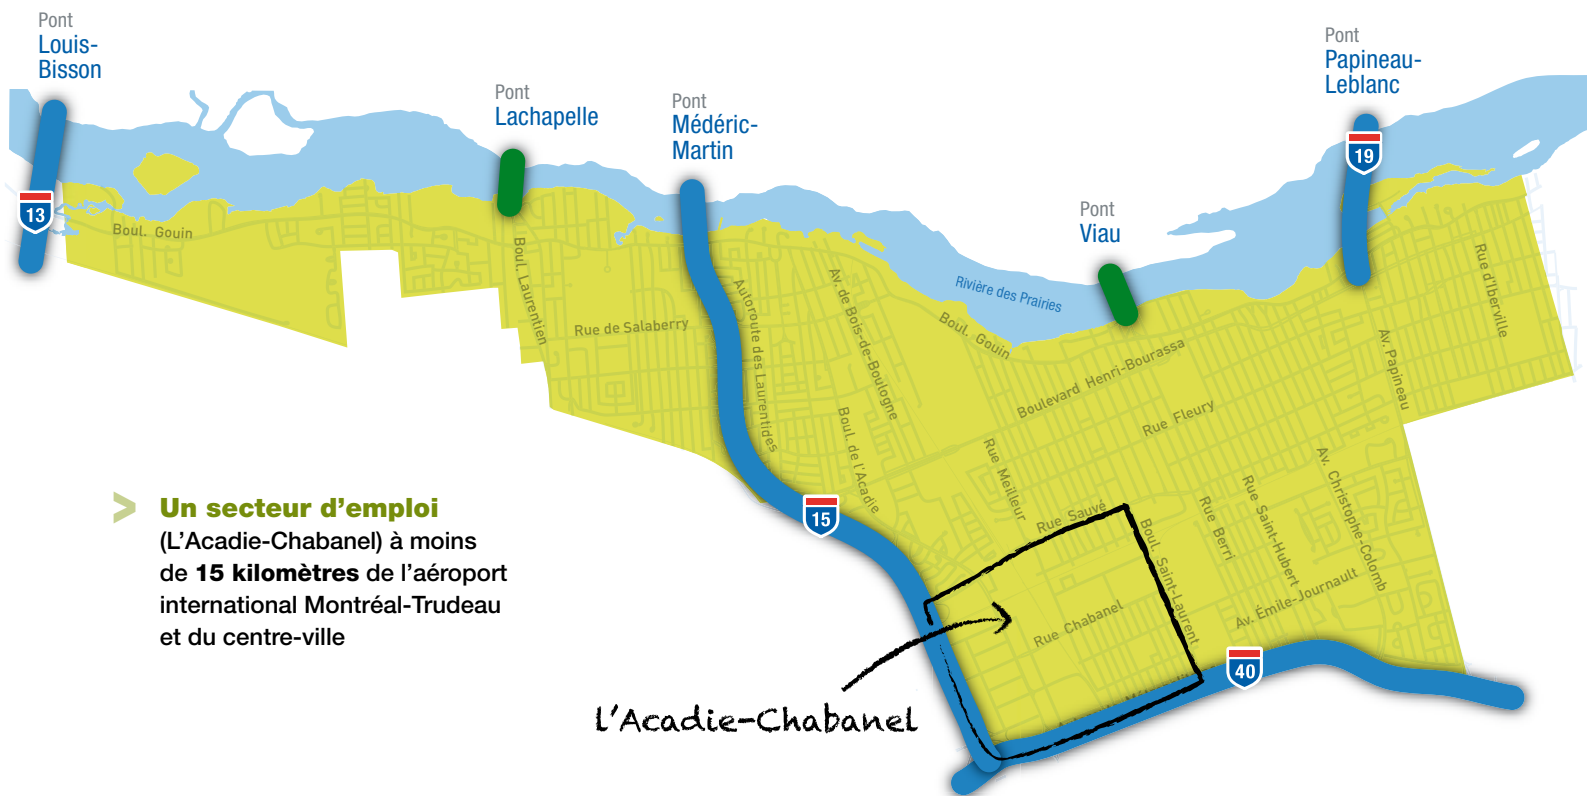 Pont
Louis-
Bisson
Pont
Lachapelle
Pont
Médéric-
Martin
Pont
Viau
Pont
Papineau-
Leblanc
13
15
19
40
Boul. Gouin
Boul. Laurentien
Rue de Salaberry
Autoroute des Laurentides
Av. de Bois-de-Boulogne
Boul. de l'Acadie
Rivière des Prairies
Boul. Gouin
Boulevard Henri-Bourassa
Rue Fleury
Av. Papineau
Rue d'Iberville
Rue Meilleur
Rue Sauvé
Boul. Saint-Laurent
Rue Berri
Rue Saint-Hubert
Av. Christophe-Colomb
Av. Émile-Journault
Rue Chabanel
> Un secteur d'emploi
(L'Acadie-Chabanel) à moins
de 15 kilomètres de l'aéroport
international Montréal-Trudeau
et du centre-ville
l'Acadie-Chabanel